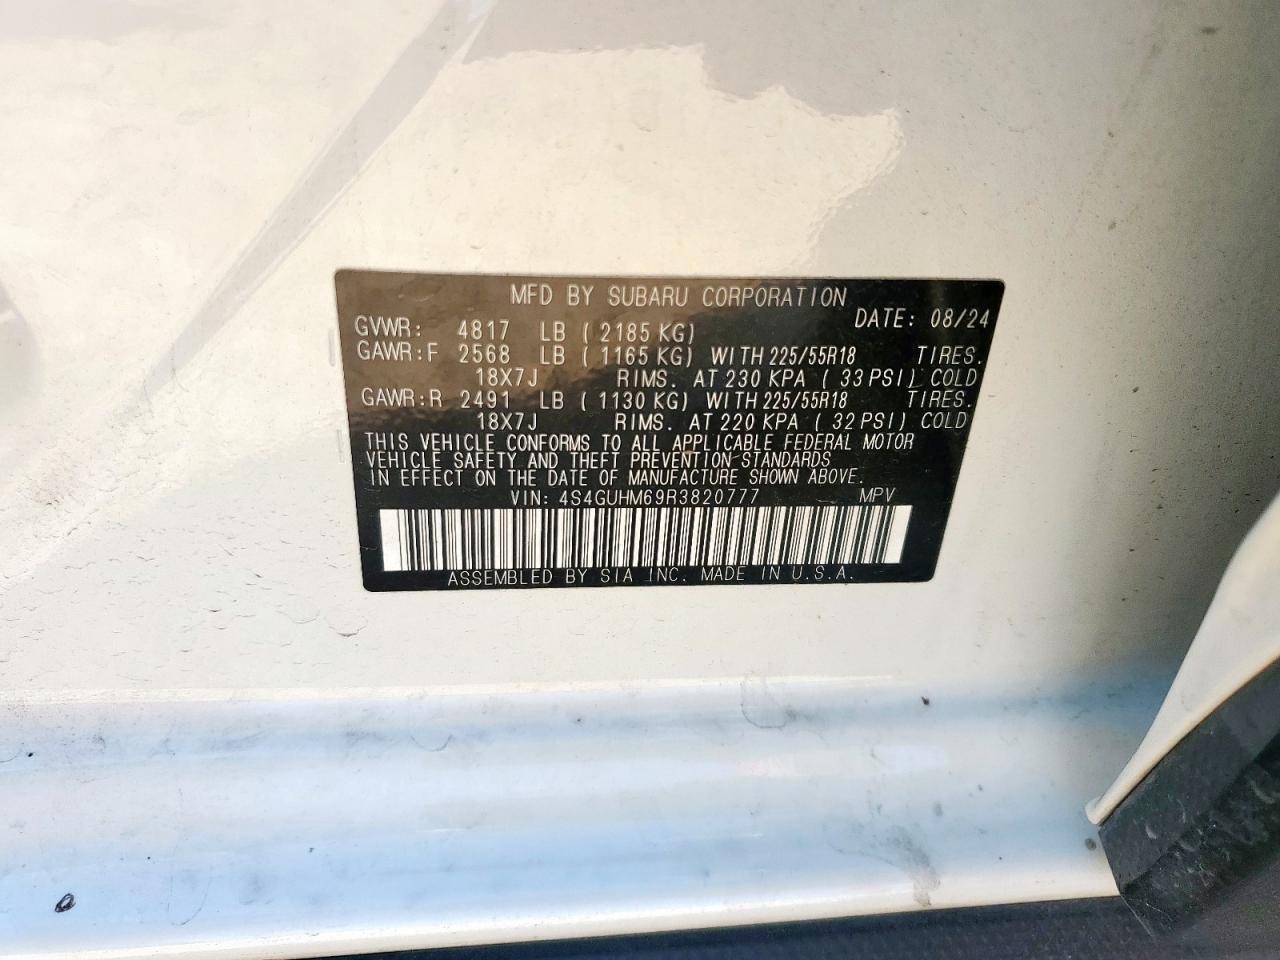 MFD BY SUBARU CORPORATION
GVWR: 4817 LB ( 2185 KG) DATE: 08/24
GAWR:F 2568 LB ( 1165 KG) WITH 225/55R18 TIRES.
18X7J RIMS. AT 230 KPA ( 33 PSI) COLD
GAWR:R 2491 LB ( 1130 KG) WITH 225/55R18 TIRES.
18X7J RIMS. AT 220 KPA ( 32 PSI) COLD
THIS VEHICLE CONFORMS TO ALL APPLICABLE FEDERAL MOTOR
VEHICLE SAFETY AND THEFT PREVENTION STANDARDS
IN EFFECT ON THE DATE OF MANUFACTURE SHOWN ABOVE.
VIN: 4S4GUHM69R3820777 MPV
ASSEMBLED BY SIA INC. MADE IN U.S.A.